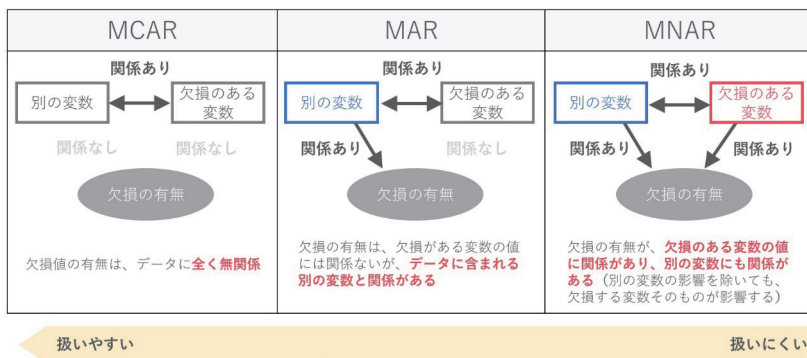 MCAR
MAR
MNAR
関係あり
別の変数
欠損のある
変数
関係なし
関係なし
欠損の有無
欠損値の有無は、データに全く無関係
関係あり
別の変数
欠損のある
変数
関係あり
関係なし
欠損の有無
欠損の有無は、欠損がある変数の値
には関係ないが、データに含まれる
別の変数と関係がある
関係あり
別の変数
欠損のある
変数
関係あり
関係あり
欠損の有無
欠損の有無が、欠損のある変数の値
に関係があり、別の変数にも関係が
ある（別の変数の影響を除いても、
欠損する変数そのものが影響する）
扱いやすい
扱いにくい